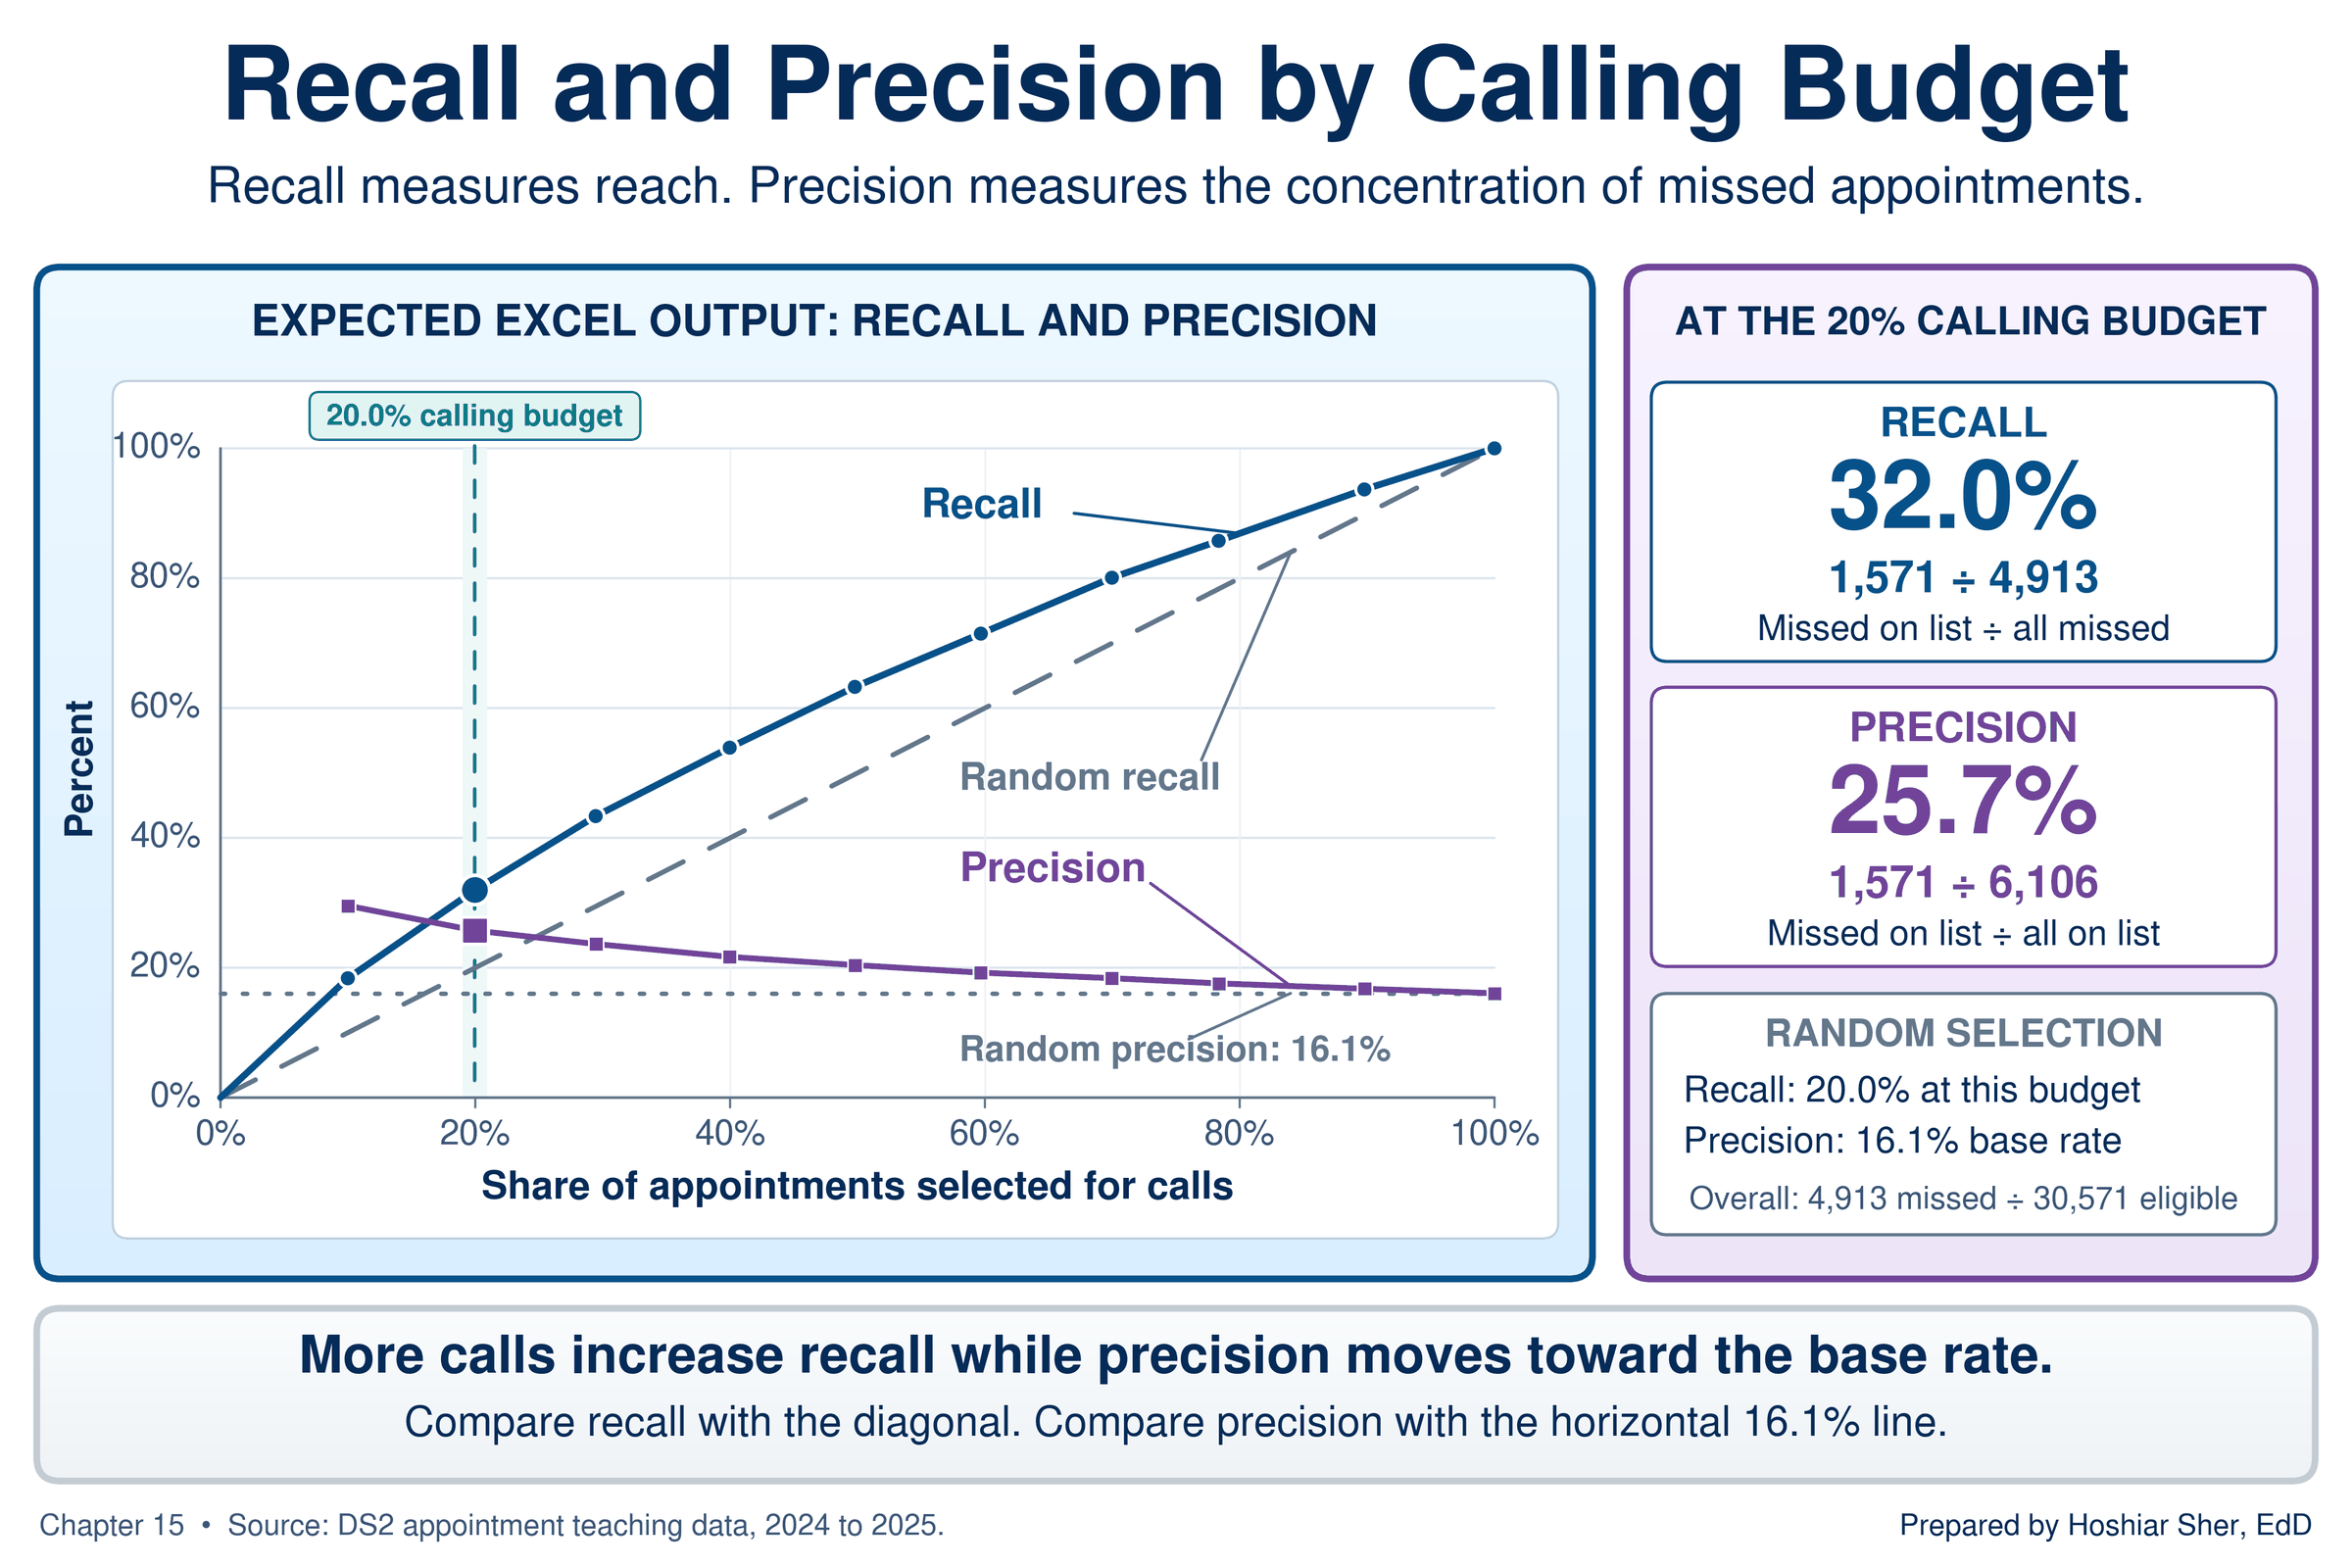 Recall and Precision by Calling Budget
Recall measures reach. Precision measures the concentration of missed appointments.
EXPECTED EXCEL OUTPUT: RECALL AND PRECISION
20.0% calling budget
100%
80%
60%
40%
20%
0%
Percent
Recall
Random recall
Precision
Random precision: 16.1%
0%
20%
40%
60%
80%
100%
Share of appointments selected for calls
AT THE 20% CALLING BUDGET
RECALL
32.0%
1,571 ÷ 4,913
Missed on list ÷ all missed
PRECISION
25.7%
1,571 ÷ 6,106
Missed on list ÷ all on list
RANDOM SELECTION
Recall: 20.0% at this budget
Precision: 16.1% base rate
Overall: 4,913 missed ÷ 30,571 eligible
More calls increase recall while precision moves toward the base rate.
Compare recall with the diagonal. Compare precision with the horizontal 16.1% line.
Chapter 15 • Source: DS2 appointment teaching data, 2024 to 2025.
Prepared by Hoshiar Sher, EdD